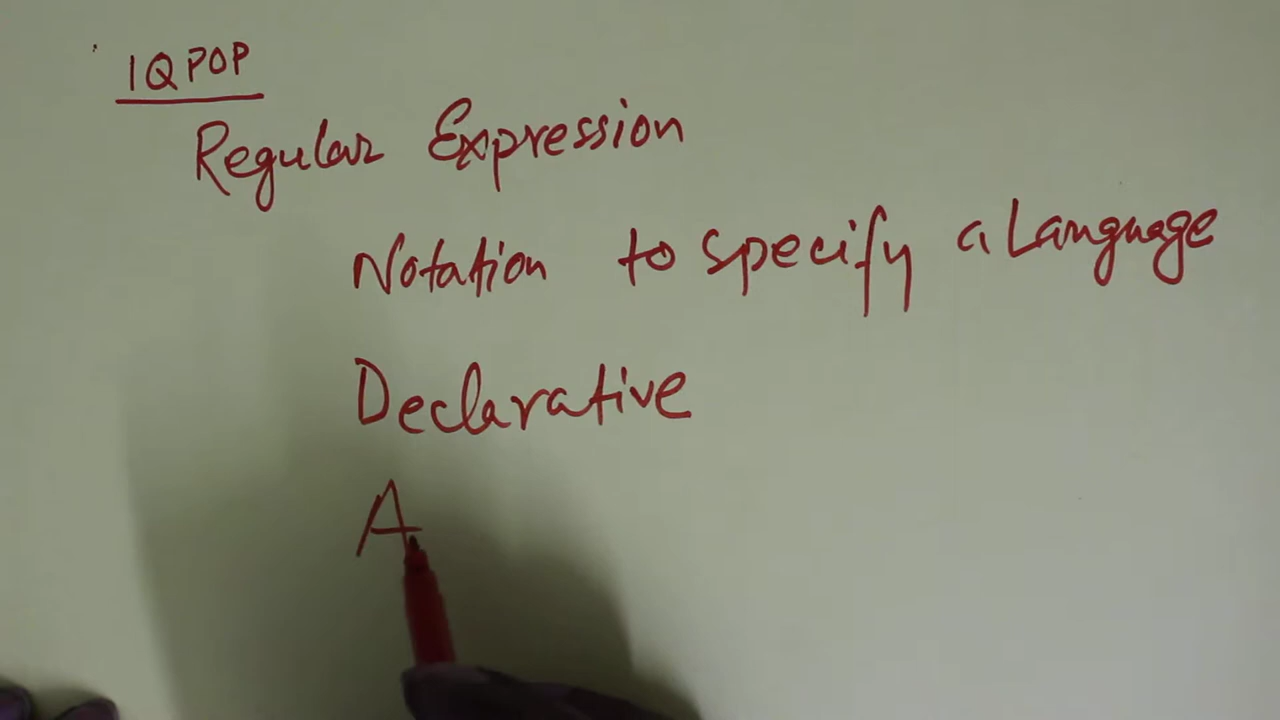 IQPOP
Regular Expression
Notation to specify a Language
Declarative
A